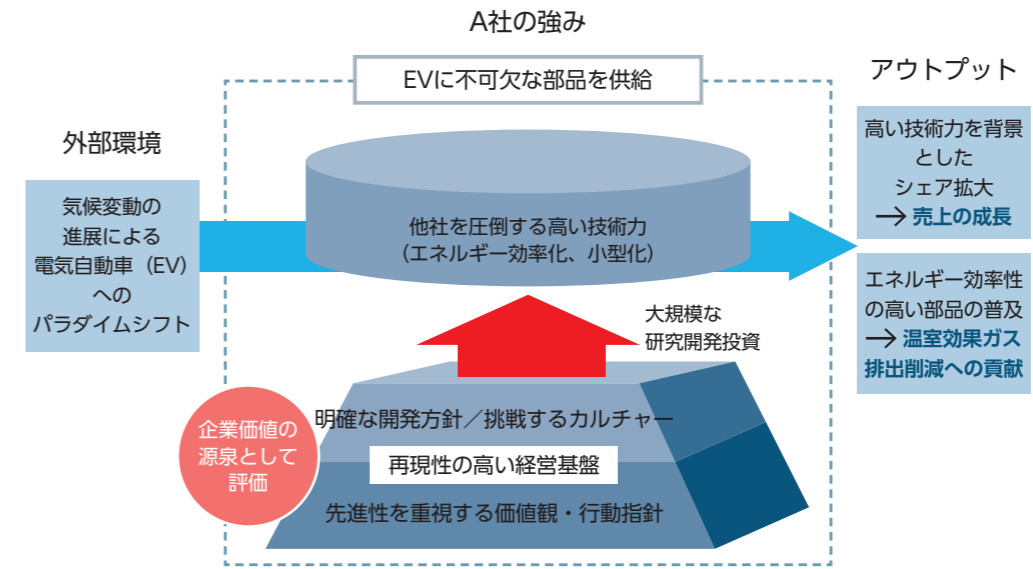 A社の強み
EVに不可欠な部品を供給
外部環境
気候変動の
進展による
電気自動車（EV）
への
パラダイムシフト
他社を圧倒する高い技術力
（エネルギー効率化、小型化）
大規模な
研究開発投資
明確な開発方針／挑戦するカルチャー
再現性の高い経営基盤
先進性を重視する価値観・行動指針
企業価値の
源泉として
評価
アウトプット
高い技術力を背景
とした
シェア拡大
→ 売上の成長
エネルギー効率性
の高い部品の普及
→ 温室効果ガス
排出削減への貢献